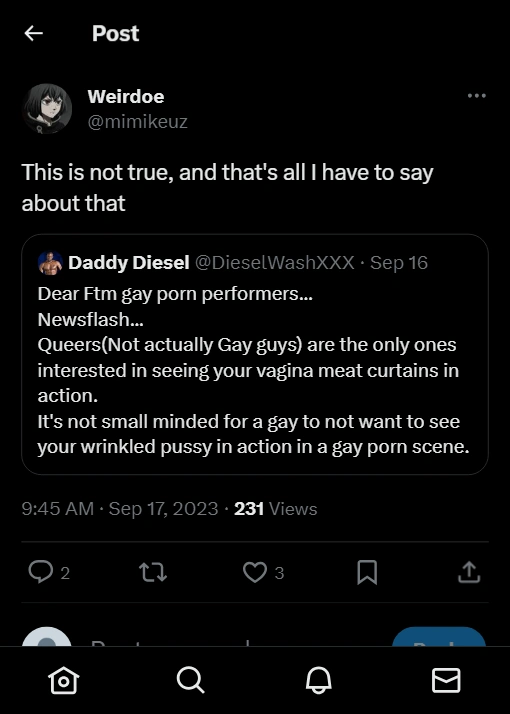 Post
Weirdoe
@mimikeuz
This is not true, and that's all I have to say
about that
Daddy Diesel @DieselWashXXX · Sep 16
Dear Ftm gay porn performers...
Newsflash...
Queers(Not actually Gay guys) are the only ones
interested in seeing your vagina meat curtains in
action.
It's not small minded for a gay to not want to see
your wrinkled pussy in action in a gay porn scene.
9:45 AM · Sep 17, 2023 · 231 Views
2
3